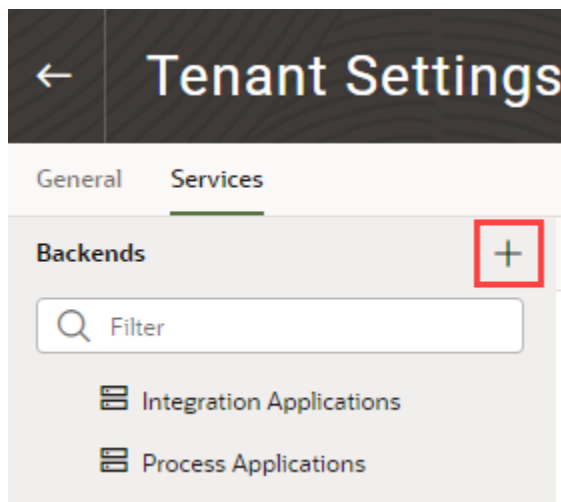 Tenant Settings
General Services
Backends
Filter
Integration Applications
Process Applications